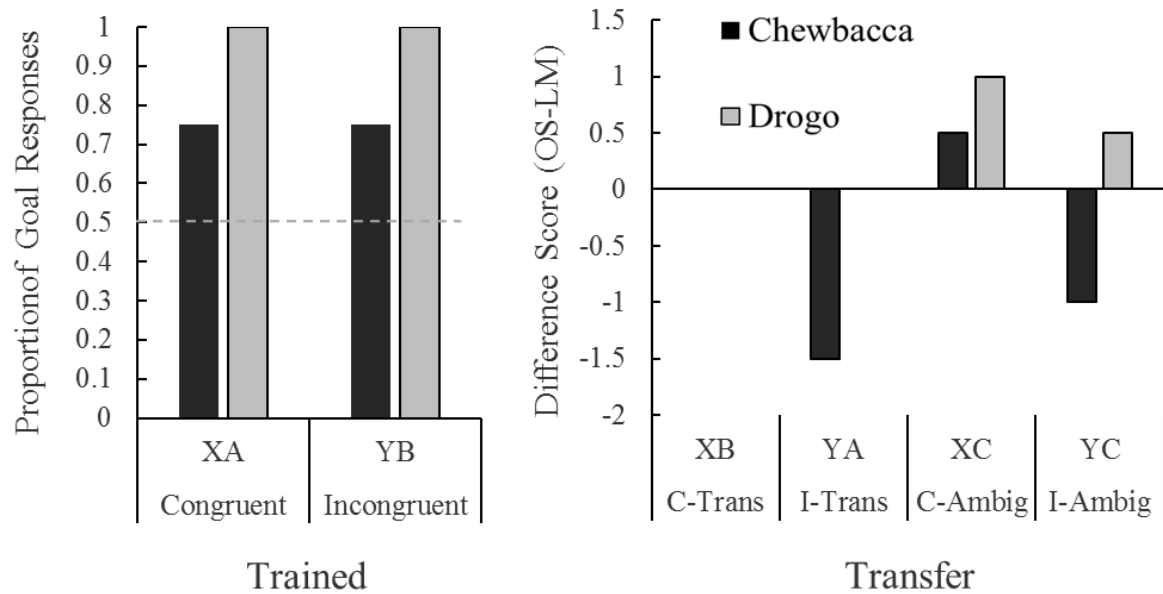 Proportionof Goal Responses
1
0.9
0.8
0.7
0.6
0.5
0.4
0.3
0.2
0.1
0
XA YB
Congruent Incongruent
Trained
Difference Score (OS-LM)
1.5
1
0.5
0
-0.5
-1
-1.5
-2
Chewbacca
Drogo
XB YA XC YC
C-Trans I-Trans C-Ambig I-Ambig
Transfer